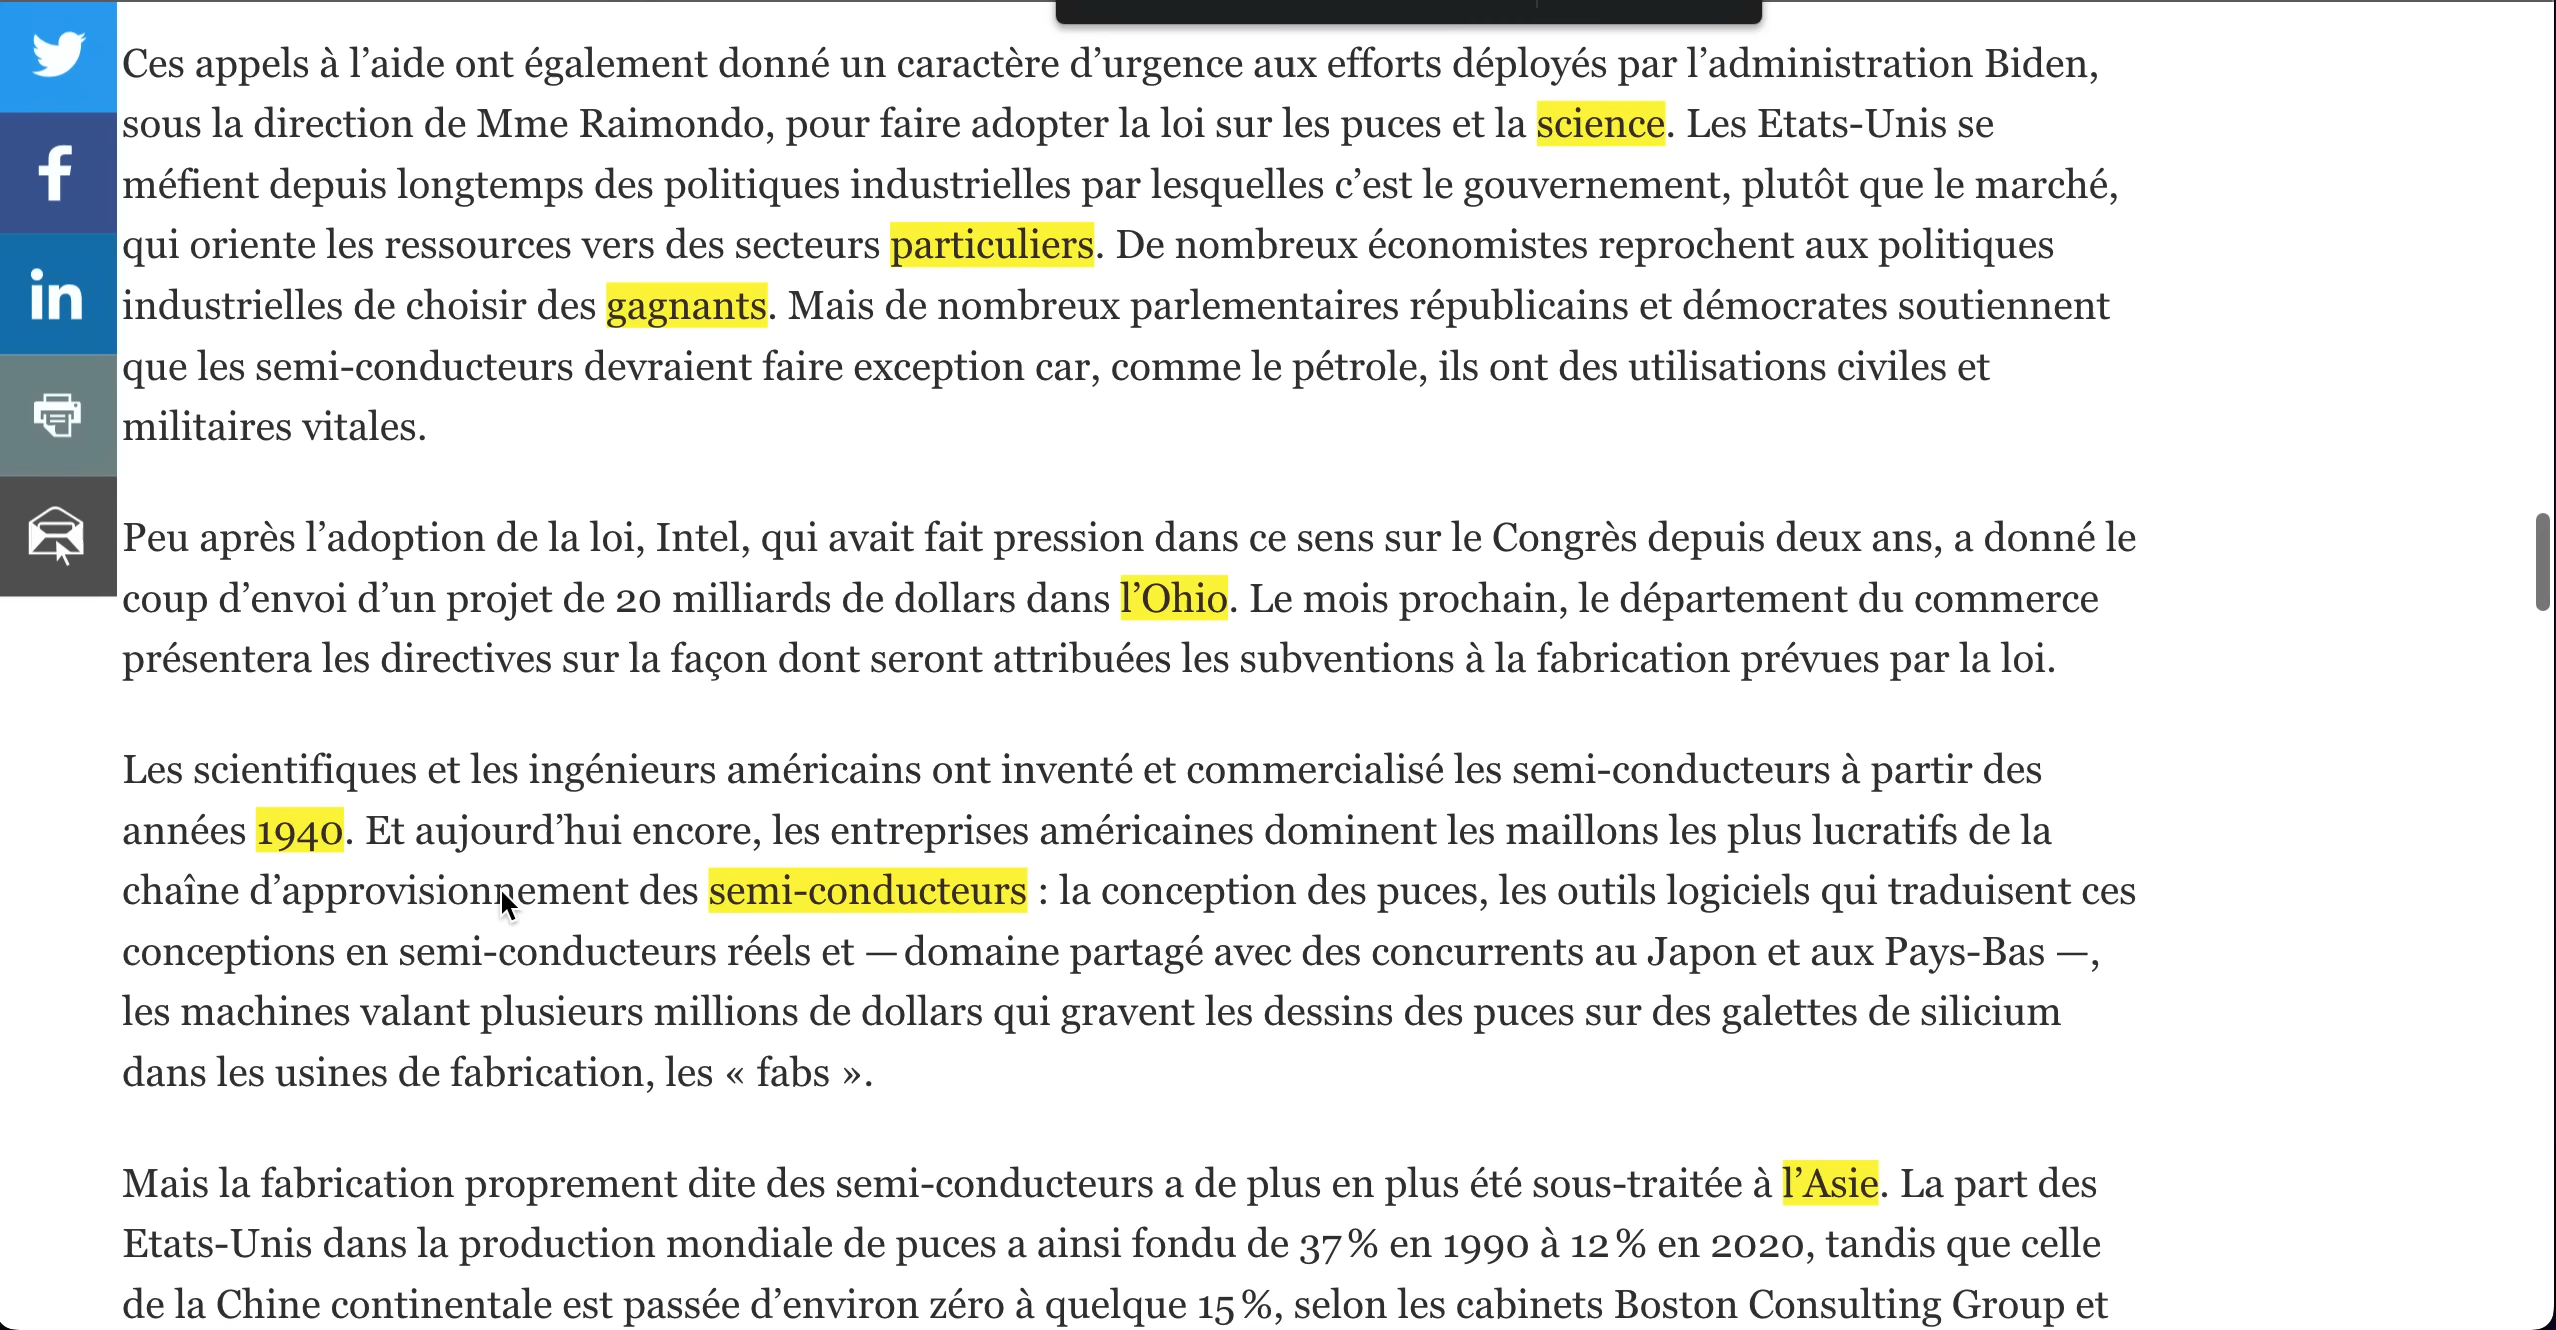 Ces appels à l’aide ont également donné un caractère d’urgence aux efforts déployés par l’administration Biden,
sous la direction de Mme Raimondo, pour faire adopter la loi sur les puces et la science. Les Etats-Unis se
méfient depuis longtemps des politiques industrielles par lesquelles c’est le gouvernement, plutôt que le marché,
qui oriente les ressources vers des secteurs particuliers. De nombreux économistes reprochent aux politiques
industrielles de choisir des gagnants. Mais de nombreux parlementaires républicains et démocrates soutiennent
que les semi-conducteurs devraient faire exception car, comme le pétrole, ils ont des utilisations civiles et
militaires vitales.
Peu après l’adoption de la loi, Intel, qui avait fait pression dans ce sens sur le Congrès depuis deux ans, a donné le
coup d’envoi d’un projet de 20 milliards de dollars dans l’Ohio. Le mois prochain, le département du commerce
présentera les directives sur la façon dont seront attribuées les subventions à la fabrication prévues par la loi.
Les scientifiques et les ingénieurs américains ont inventé et commercialisé les semi-conducteurs à partir des
années 1940. Et aujourd’hui encore, les entreprises américaines dominent les maillons les plus lucratifs de la
chaîne d’approvisionnement des semi-conducteurs : la conception des puces, les outils logiciels qui traduisent ces
conceptions en semi-conducteurs réels et — domaine partagé avec des concurrents au Japon et aux Pays-Bas —,
les machines valant plusieurs millions de dollars qui gravent les dessins des puces sur des galettes de silicium
dans les usines de fabrication, les « fabs ».
Mais la fabrication proprement dite des semi-conducteurs a de plus en plus été sous-traitée à l’Asie. La part des
Etats-Unis dans la production mondiale de puces a ainsi fondu de 37 % en 1990 à 12 % en 2020, tandis que celle
de la Chine continentale est passée d’environ zéro à quelque 15 %, selon les cabinets Boston Consulting Group et